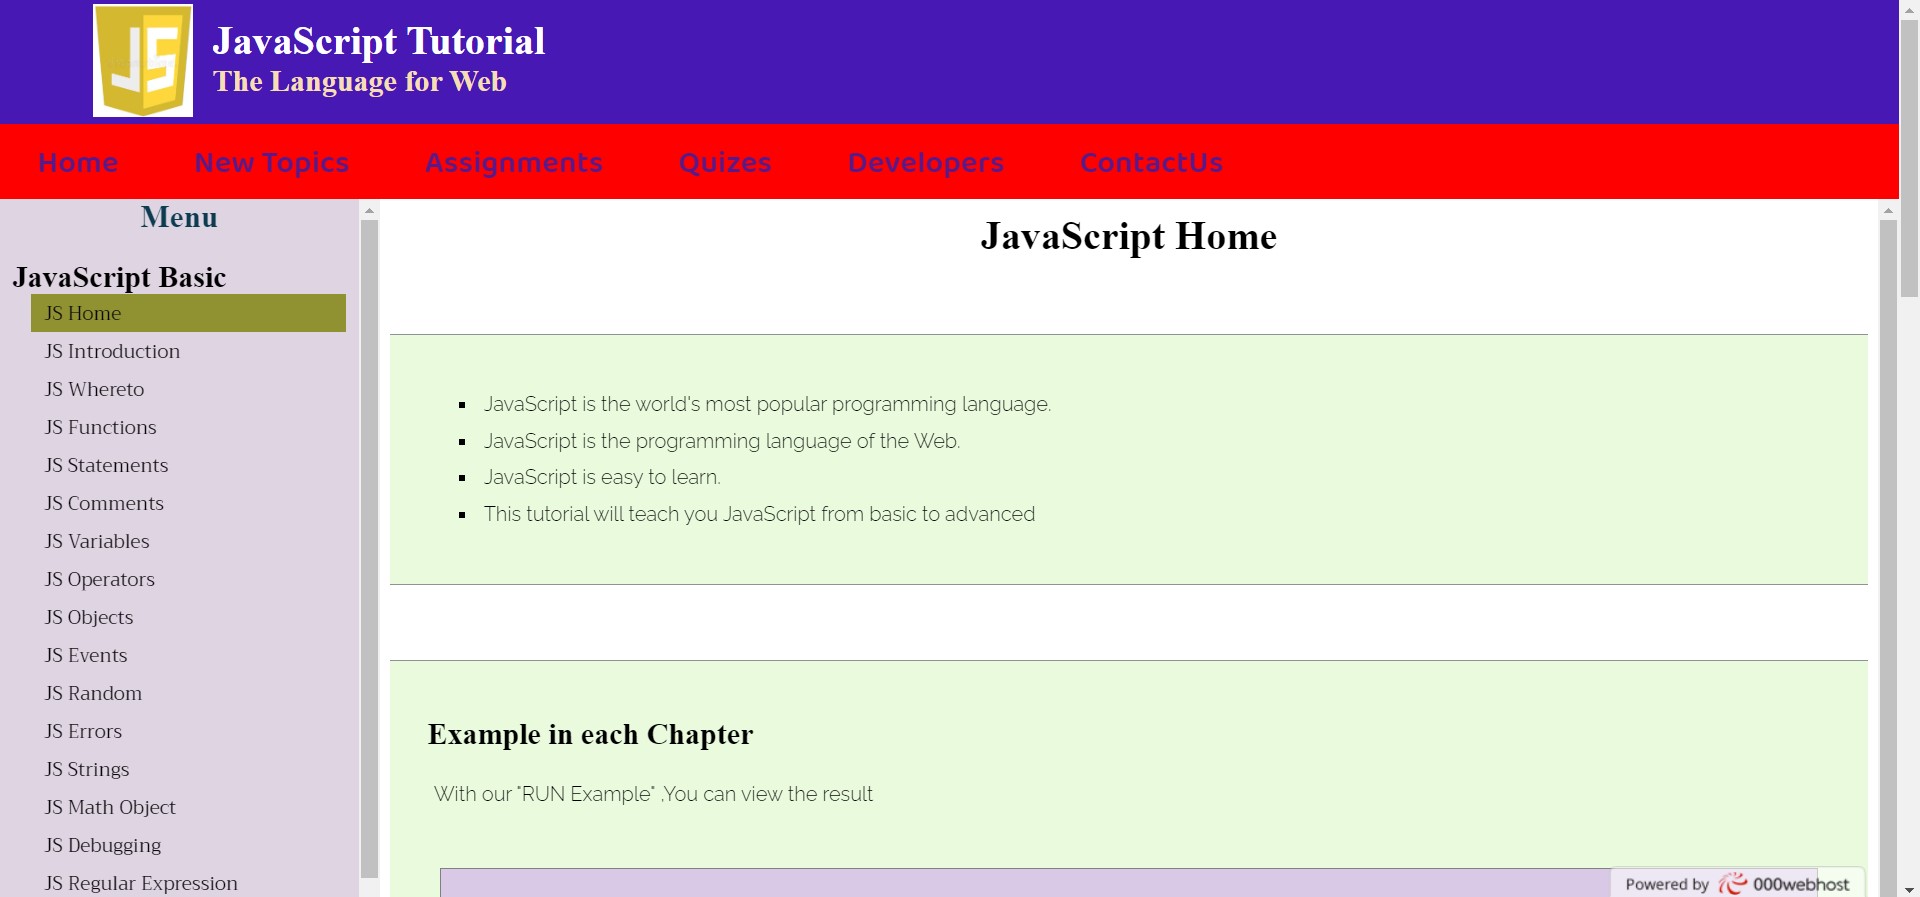 JS
JavaScript Tutorial
The Language for Web
Home New Topics Assignments Quizes Developers ContactUs
Menu
JavaScript Basic
JS Home
JS Introduction
JS Whereto
JS Functions
JS Statements
JS Comments
JS Variables
JS Operators
JS Objects
JS Events
JS Random
JS Errors
JS Strings
JS Math Object
JS Debugging
JS Regular Expression
JavaScript Home
JavaScript is the world's most popular programming language.
JavaScript is the programming language of the Web.
JavaScript is easy to learn.
This tutorial will teach you JavaScript from basic to advanced
Example in each Chapter
With our "RUN Example" ,You can view the result
Powered by 000webhost